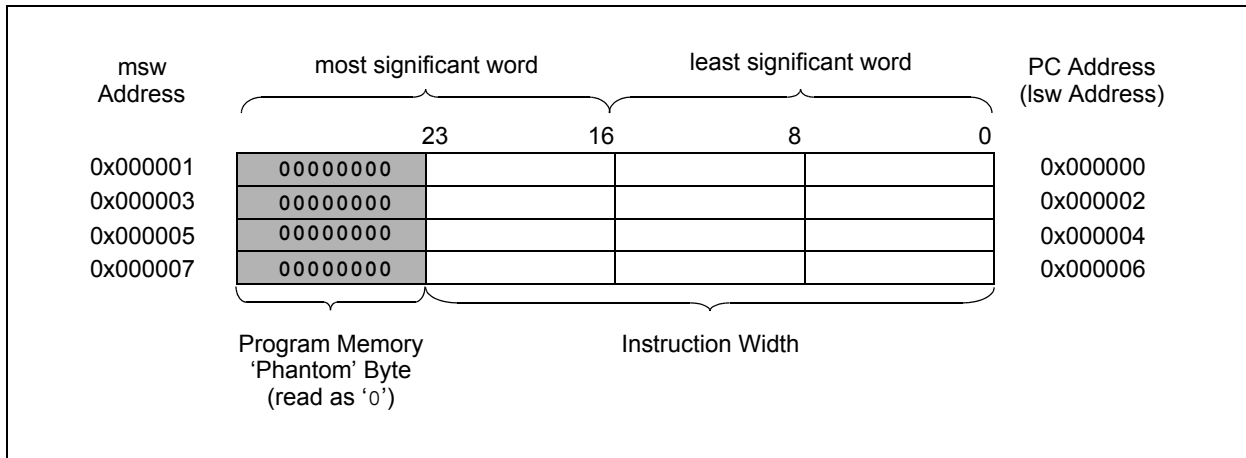 msw
Address
most significant word
least significant word
PC Address
(lsw Address)
23
16
8
0
0x000001
00000000
0x000000
0x000003
00000000
0x000002
0x000005
00000000
0x000004
0x000007
00000000
0x000006
Program Memory
‘Phantom’ Byte
(read as ‘0’)
Instruction Width